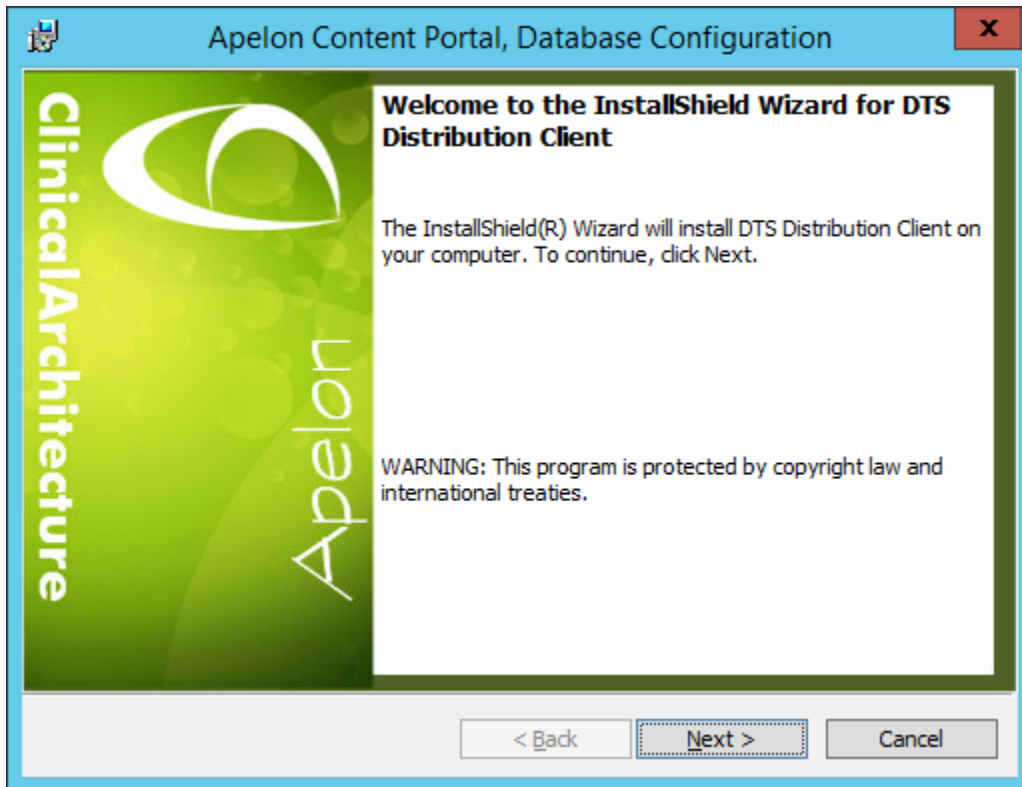 Apelon Content Portal, Database Configuration
x
ClinicalArchitecture
Apelon
Welcome to the InstallShield Wizard for DTS
Distribution Client
The InstallShield(R) Wizard will install DTS Distribution Client on
your computer. To continue, click Next.
WARNING: This program is protected by copyright law and
international treaties.
< Back
Next >
Cancel